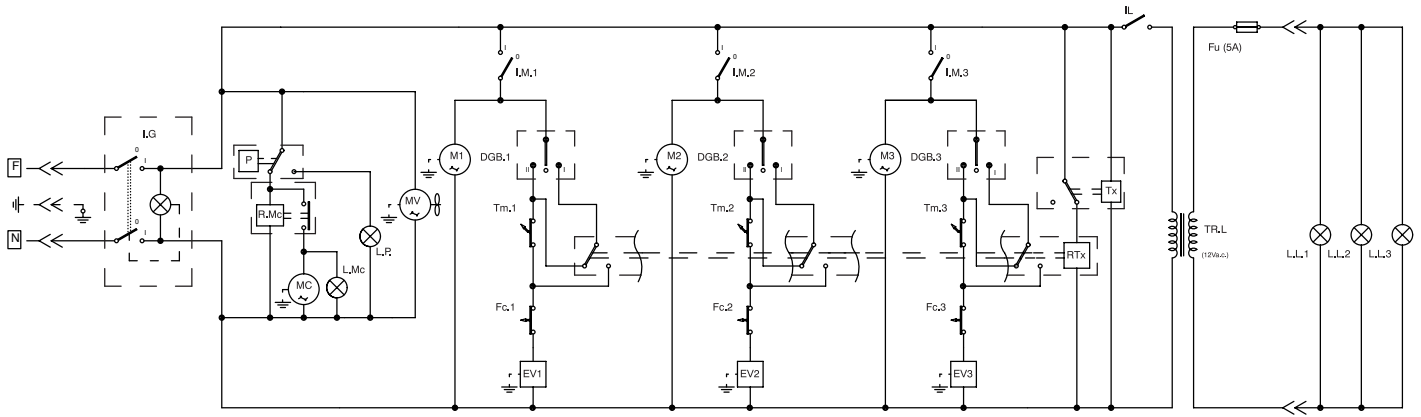 IL
Fu (5A)
I
0
I.M.1
I
0
I.M.2
I
0
I.M.3
I.G
0
I
F
N
0
I
P
R.Mc
MC
L.Mc
L.P.
MV
M1
DGB.1
II
I
Tm.1
Fc.1
EV1
M2
DGB.2
II
I
Tm.2
Fc.2
EV2
M3
DGB.3
II
I
Tm.3
Fc.3
EV3
Tx
RTx
TR.L
(12Va.c.)
L.L.1
L.L.2
L.L.3